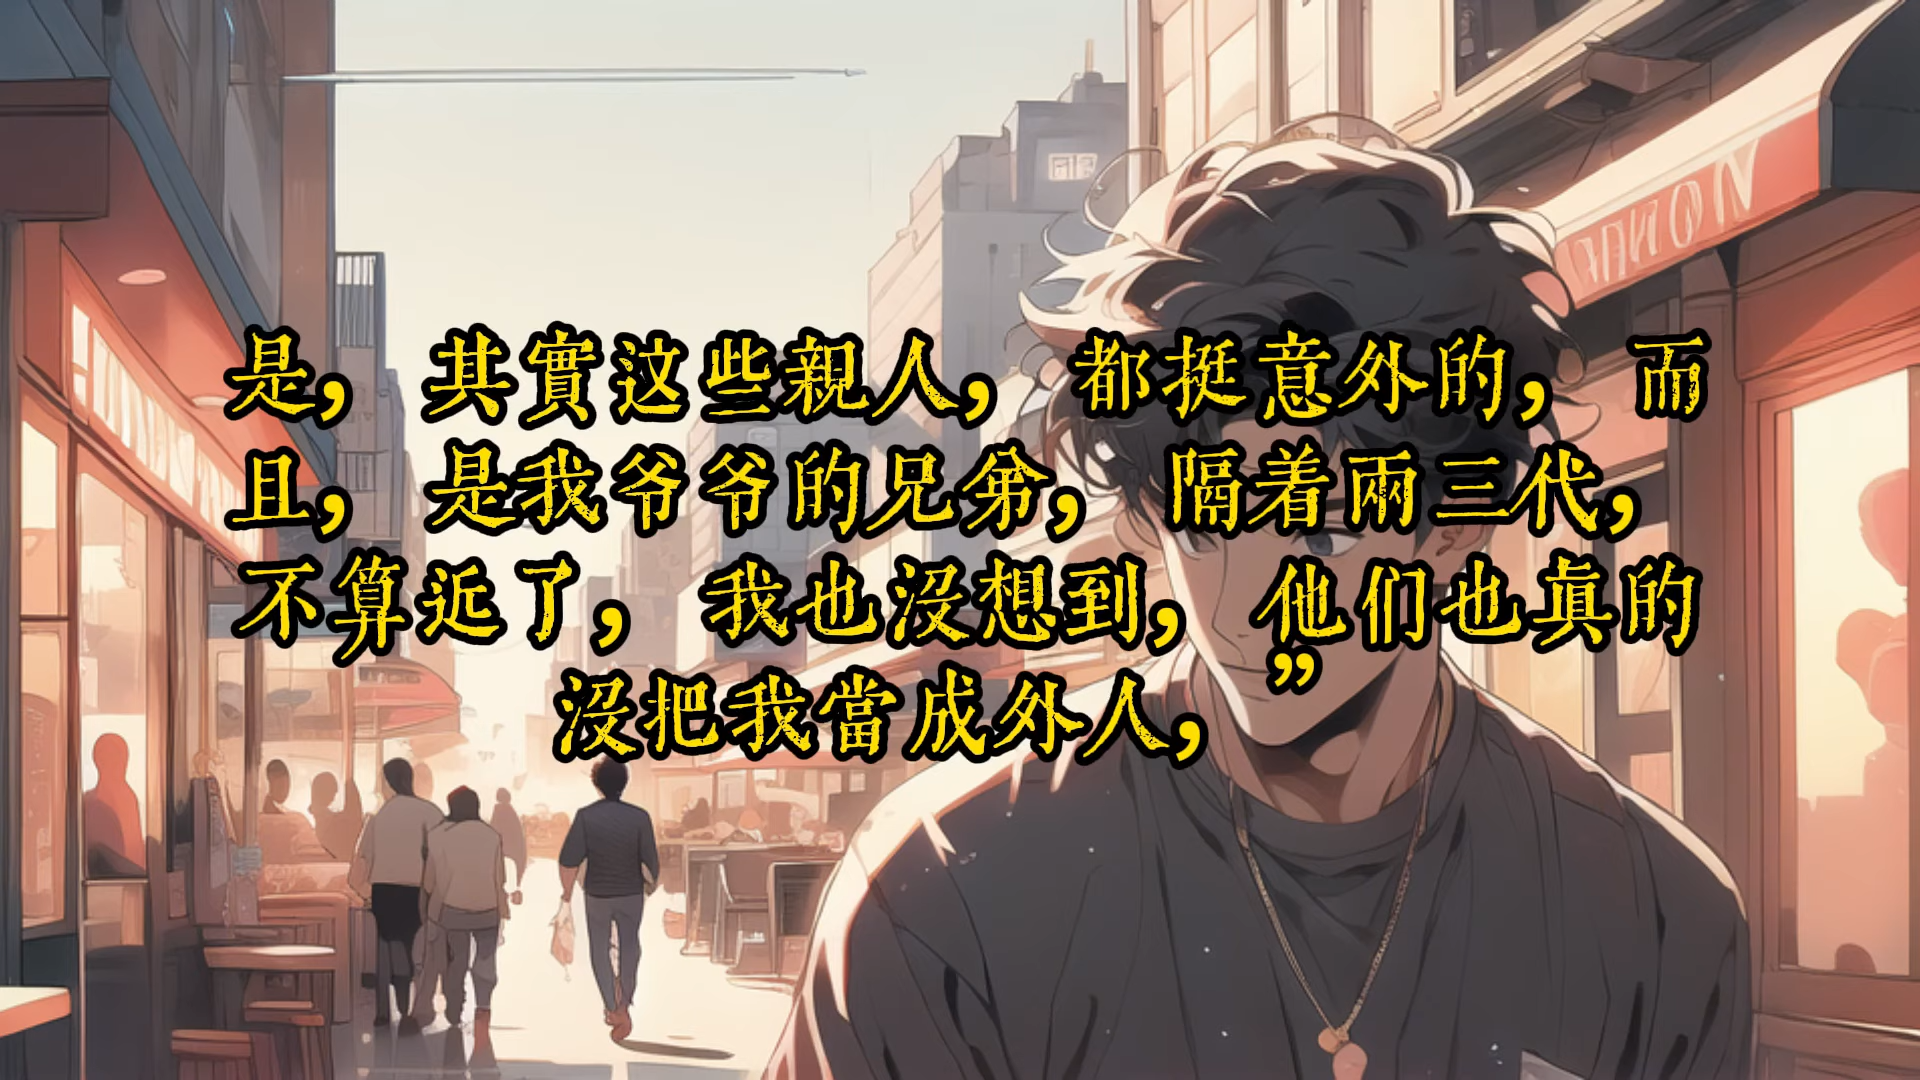 是，其實这些親人，都挺意外的，而
且，是我爷爷的兄弟，隔着兩三代，
不算近了，我也没想到，他们也真的
没把我當成外人，”